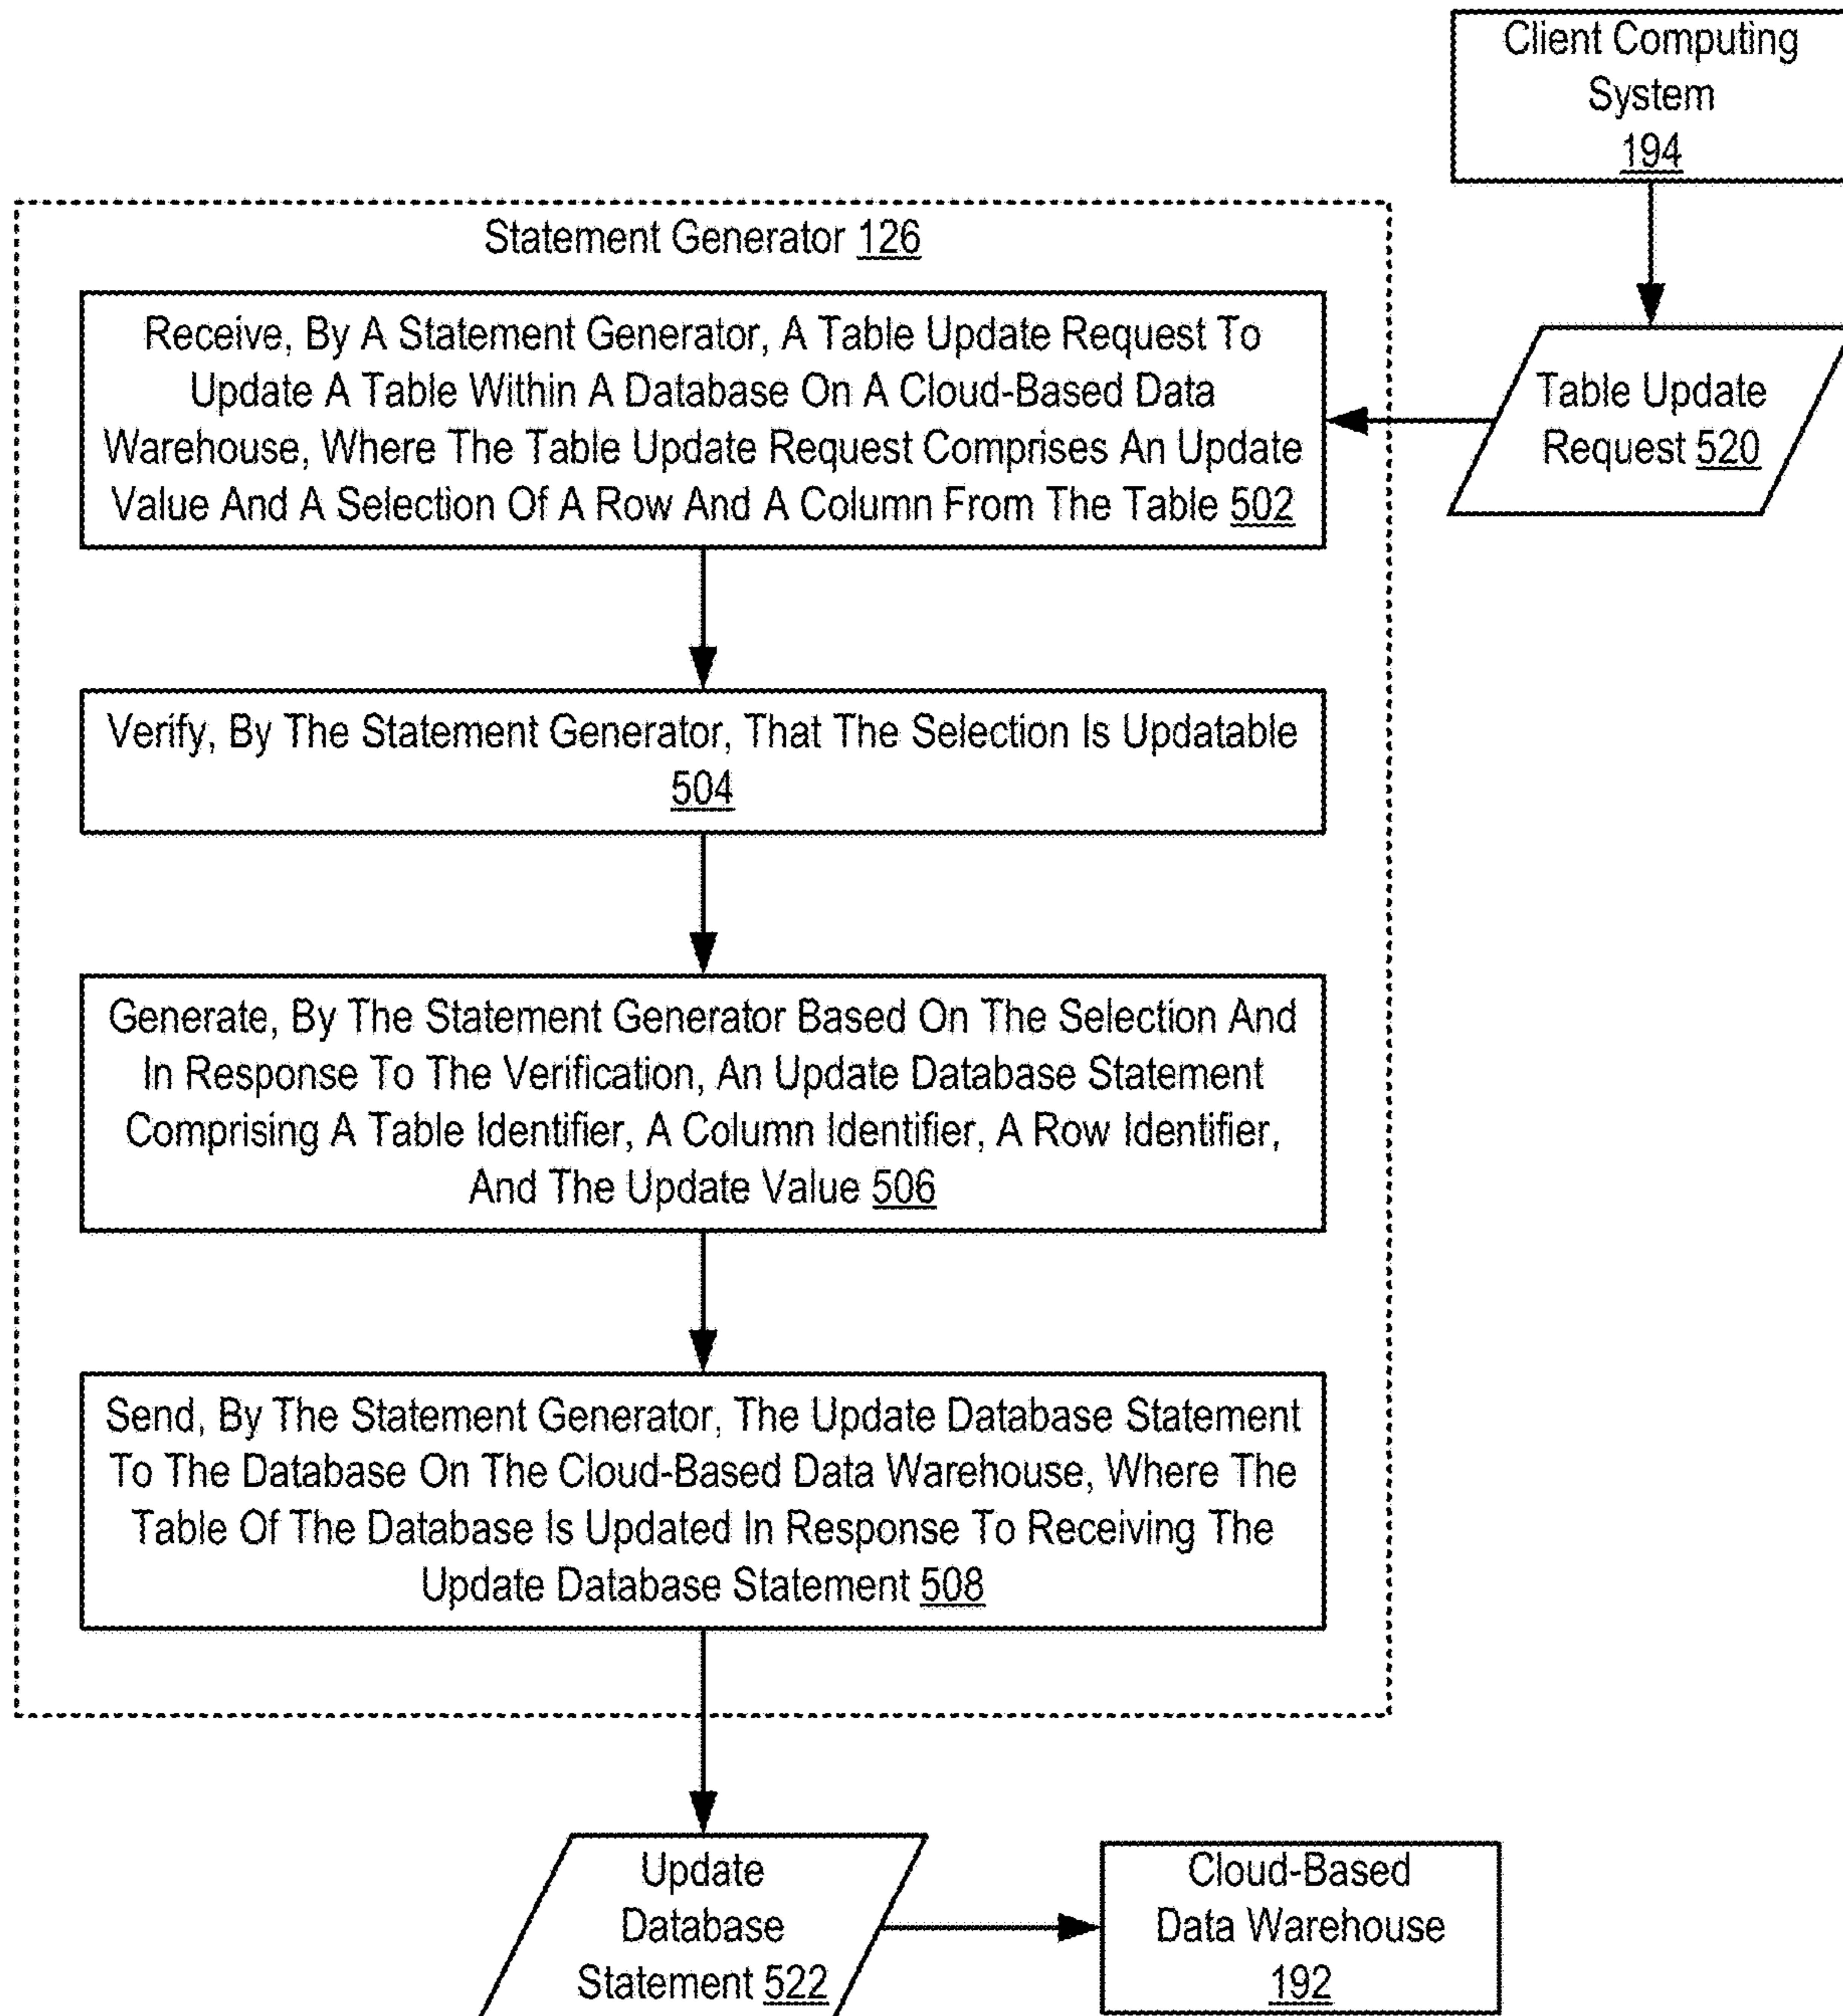 Client Computing
System
194
Statement Generator 126
Receive, By A Statement Generator, A Table Update Request To
Update A Table Within A Database On A Cloud-Based Data
Warehouse, Where The Table Update Request Comprises An Update
Value And A Selection Of A Row And A Column From The Table 502
Table Update
Request 520
Verify, By The Statement Generator, That The Selection Is Updatable
504
Generate, By The Statement Generator Based On The Selection And
In Response To The Verification, An Update Database Statement
Comprising A Table Identifier, A Column Identifier, A Row Identifier,
And The Update Value 506
Send, By The Statement Generator, The Update Database Statement
To The Database On The Cloud-Based Data Warehouse, Where The
Table Of The Database Is Updated In Response To Receiving The
Update Database Statement 508
Update
Database
Statement 522
Cloud-Based
Data Warehouse
192